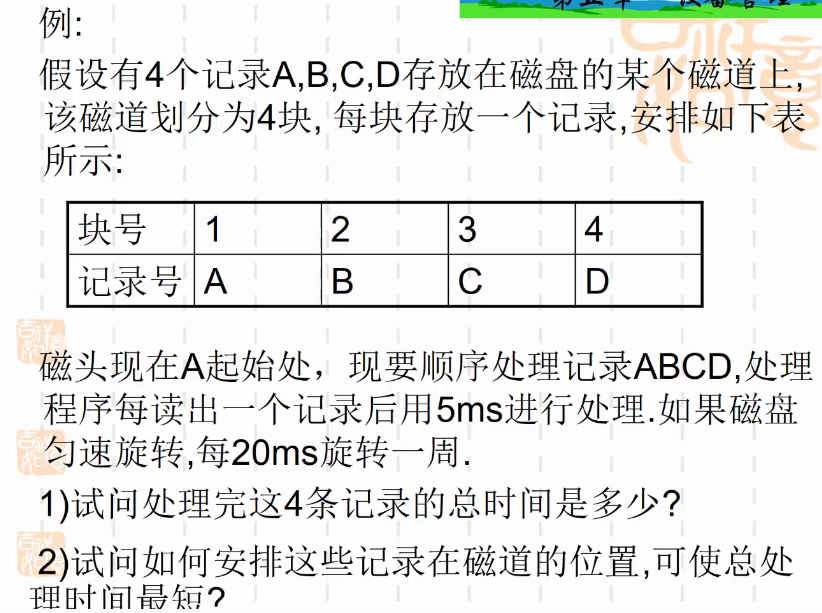 例:
假设有4个记录A,B,C,D存放在磁盘的某个磁道上,
该磁道划分为4块, 每块存放一个记录,安排如下表
所示:
块号 1 2 3 4
记录号 A B C D
磁头现在A起始处，现要顺序处理记录ABCD,处理
程序每读出一个记录后用5ms进行处理.如果磁盘
匀速旋转,每20ms旋转一周.
1)试问处理完这4条记录的总时间是多少?
2)试问如何安排这些记录在磁道的位置,可使总处
理时间最短?